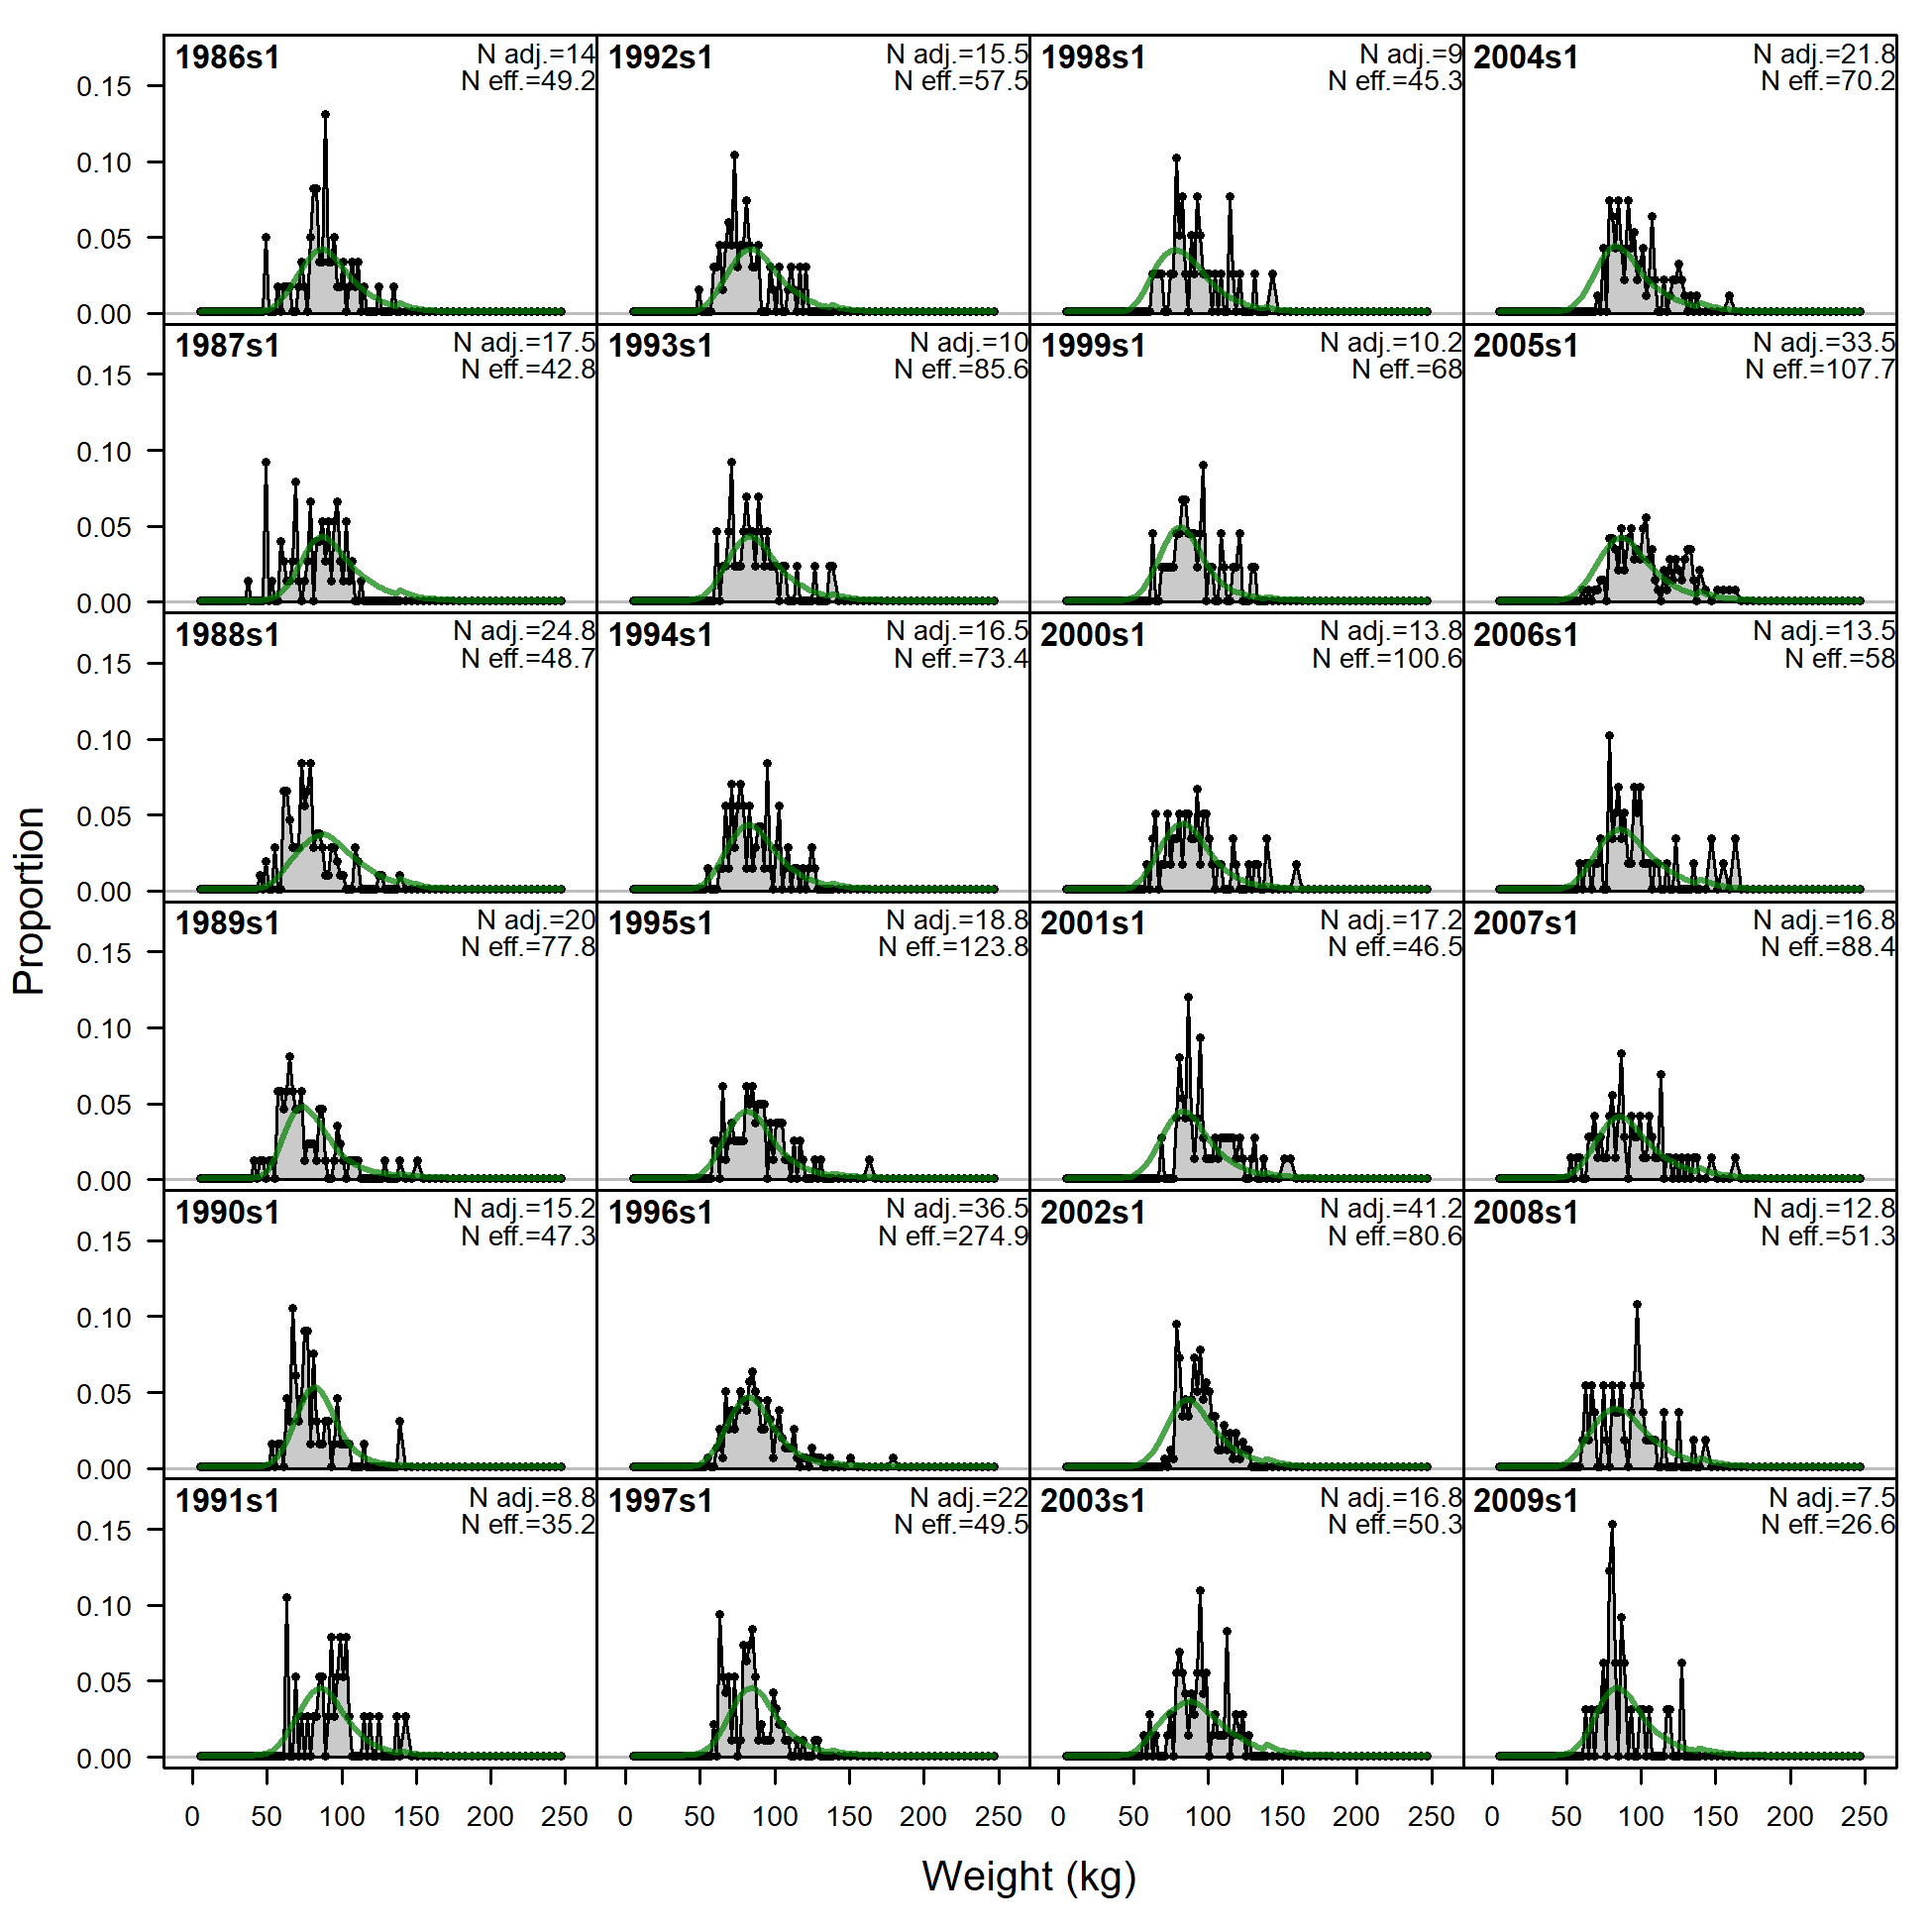 1986s1 N adj.=14
N eff.=49.2
1992s1 N adj.=15.5
N eff.=57.5
1998s1 N adj.=9
N eff.=45.3
2004s1 N adj.=21.8
N eff.=70.2
0.15
0.10
0.05
0.00
1987s1 N adj.=17.5
N eff.=42.8
1993s1 N adj.=10
N eff.=85.6
1999s1 N adj.=10.2
N eff.=68
2005s1 N adj.=33.5
N eff.=107.7
0.15
0.10
0.05
0.00
1988s1 N adj.=24.8
N eff.=48.7
1994s1 N adj.=16.5
N eff.=73.4
2000s1 N adj.=13.8
N eff.=100.6
2006s1 N adj.=13.5
N eff.=58
0.15
0.10
0.05
0.00
1989s1 N adj.=20
N eff.=77.8
1995s1 N adj.=18.8
N eff.=123.8
2001s1 N adj.=17.2
N eff.=46.5
2007s1 N adj.=16.8
N eff.=88.4
0.15
0.10
0.05
0.00
1990s1 N adj.=15.2
N eff.=47.3
1996s1 N adj.=36.5
N eff.=274.9
2002s1 N adj.=41.2
N eff.=80.6
2008s1 N adj.=12.8
N eff.=51.3
0.15
0.10
0.05
0.00
1991s1 N adj.=8.8
N eff.=35.2
1997s1 N adj.=22
N eff.=49.5
2003s1 N adj.=16.8
N eff.=50.3
2009s1 N adj.=7.5
N eff.=26.6
0.15
0.10
0.05
0.00
0 50 100 150 200 250 0 50 100 150 200 250 0 50 100 150 200 250 0 50 100 150 200 250
Weight (kg)
Proportion